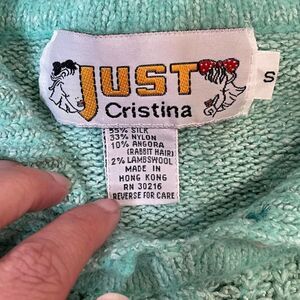 JUST
Cristina
S
55% SILK
33% NYLON
10% ANGORA
(RABBIT HAIR)
2% LAMBSWOOL
MADE IN
HONG KONG
RN 30216
REVERSE FOR CARE